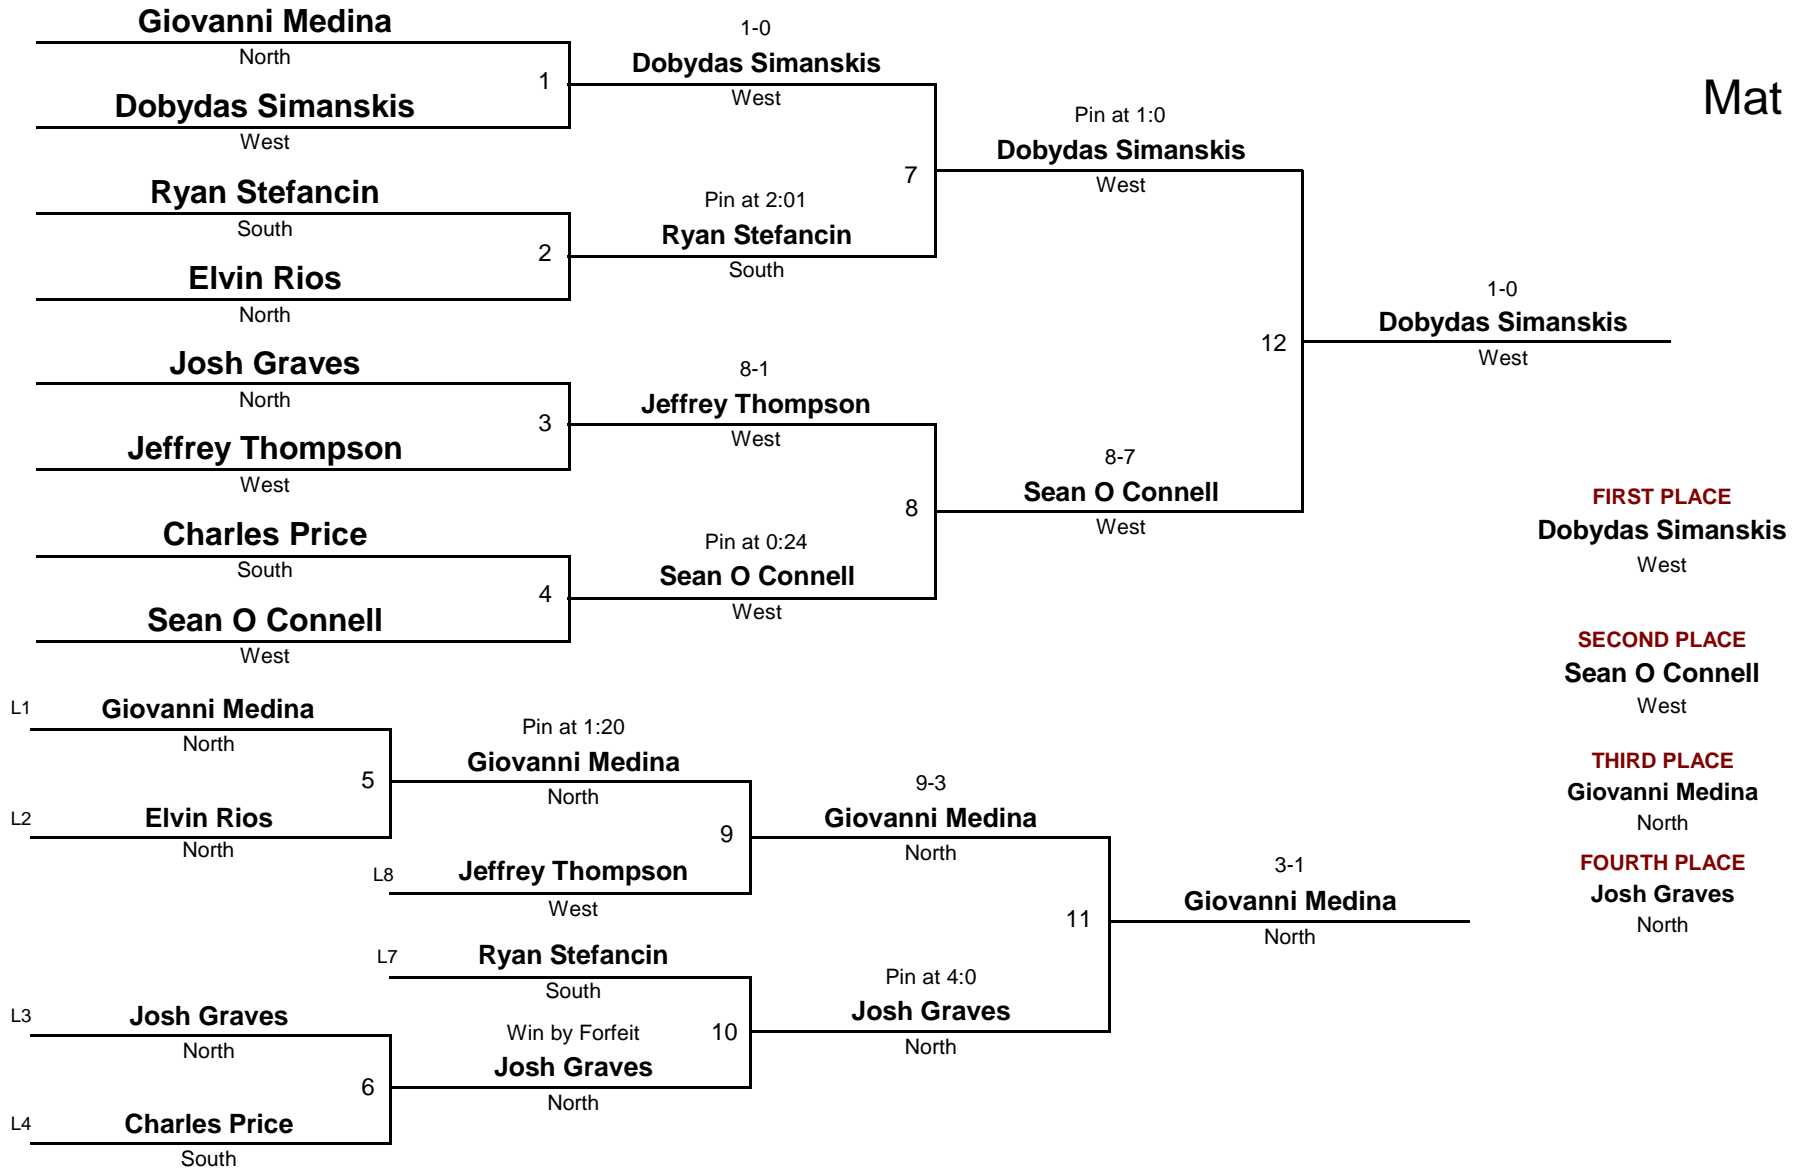 Giovanni Medina
North
1
Dobydas Simanskis
West
1-0
Dobydas Simanskis
West
Mat
Ryan Stefancin
South
2
Elvin Rios
North
Pin at 2:01
Ryan Stefancin
South
7
Pin at 1:0
Dobydas Simanskis
West
Josh Graves
North
3
Jeffrey Thompson
West
8-1
Jeffrey Thompson
West
Charles Price
South
4
Sean O Connell
West
Pin at 0:24
Sean O Connell
West
8
8-7
Sean O Connell
West
12
1-0
Dobydas Simanskis
West
FIRST PLACE
Dobydas Simanskis
West
SECOND PLACE
Sean O Connell
West
THIRD PLACE
Giovanni Medina
North
FOURTH PLACE
Josh Graves
North
L1
Giovanni Medina
North
5
L2
Elvin Rios
North
Pin at 1:20
Giovanni Medina
North
9
L8
Jeffrey Thompson
West
9-3
Giovanni Medina
North
L7
Ryan Stefancin
South
L3
Josh Graves
North
6
L4
Charles Price
South
Win by Forfeit
Josh Graves
North
10
Pin at 4:0
Josh Graves
North
11
3-1
Giovanni Medina
North